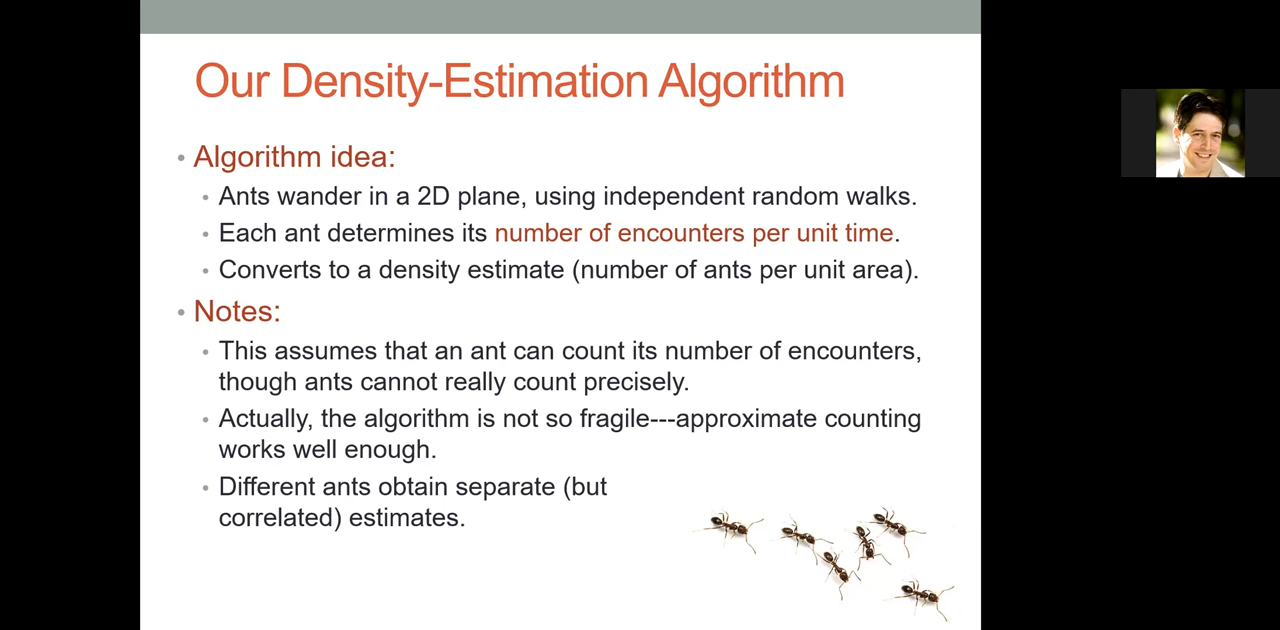 Our Density-Estimation Algorithm
• Algorithm idea:
• Ants wander in a 2D plane, using independent random walks.
• Each ant determines its number of encounters per unit time.
• Converts to a density estimate (number of ants per unit area).
• Notes:
• This assumes that an ant can count its number of encounters,
though ants cannot really count precisely.
• Actually, the algorithm is not so fragile---approximate counting
works well enough.
• Different ants obtain separate (but
correlated) estimates.